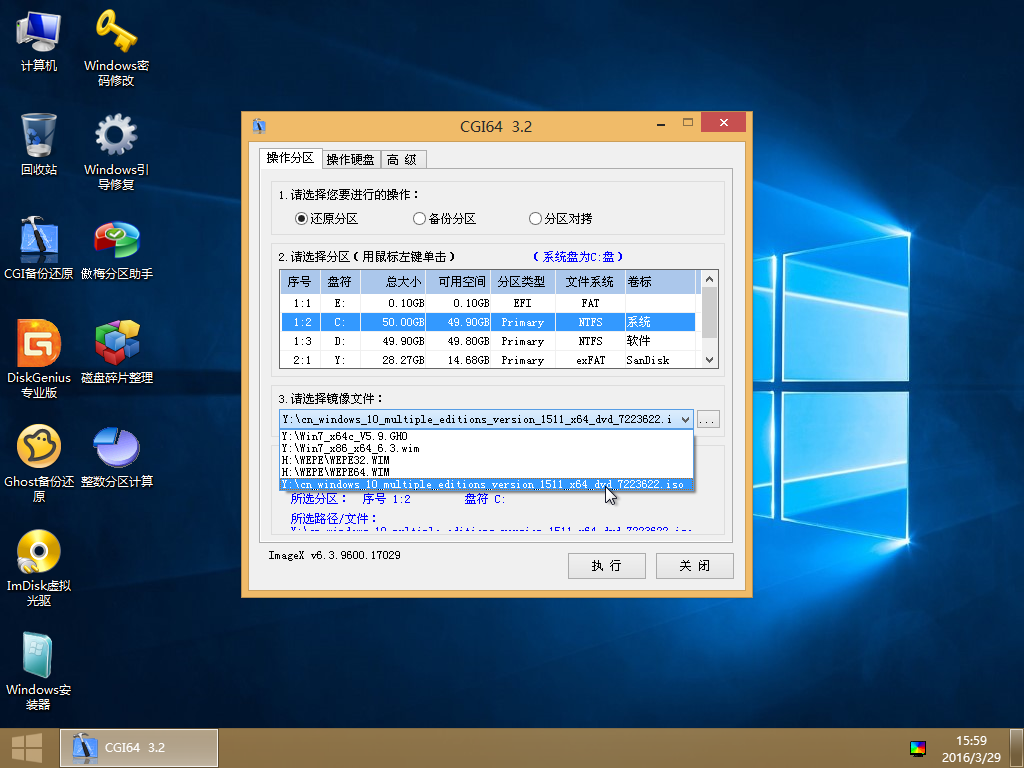 计算机
Windows密
码修改
回收站
Windows引
导修复
CGI备份还原
傲梅分区助手
DiskGenius
专业版
磁盘碎片整理
Ghost备份还
原
整数分区计算
ImDisk虚拟
光驱
Windows安
装器
CGI64 3.2
操作分区 操作硬盘 高 级
1.请选择您要进行的操作：
还原分区 备份分区 分区对拷
2.请选择分区(用鼠标左键单击) (系统盘为C:盘)
序号 盘符 总大小 可用空间 分区类型 文件系统 卷标
1:1 E: 0.10GB 0.10GB EFI FAT
1:2 C: 50.00GB 49.90GB Primary NTFS 系统
1:3 D: 49.90GB 49.80GB Primary NTFS 软件
2:1 Y: 28.27GB 14.68GB Primary exFAT SanDisk
3.请选择镜像文件：
Y:\cn_windows_10_multiple_editions_version_1511_x64_dvd_7223622.i ...
Y:\Win7_x64c_V5.9.GHO
Y:\Win7_x86_x64_6.3.wim
H:\WEPE\WEPE32.WIM
H:\WEPE\WEPE64.WIM
Y:\cn_windows_10_multiple_editions_version_1511_x64_dvd_7223622.iso
所选分区： 序号 1:2 盘符 C:
所选路径/文件：
Y:\cn_windows_10_multiple_editions_version_1511_x64_dvd_7223622.iso
ImageX v6.3.9600.17029
执 行 关 闭
CGI64 3.2
15:59
2016/3/29